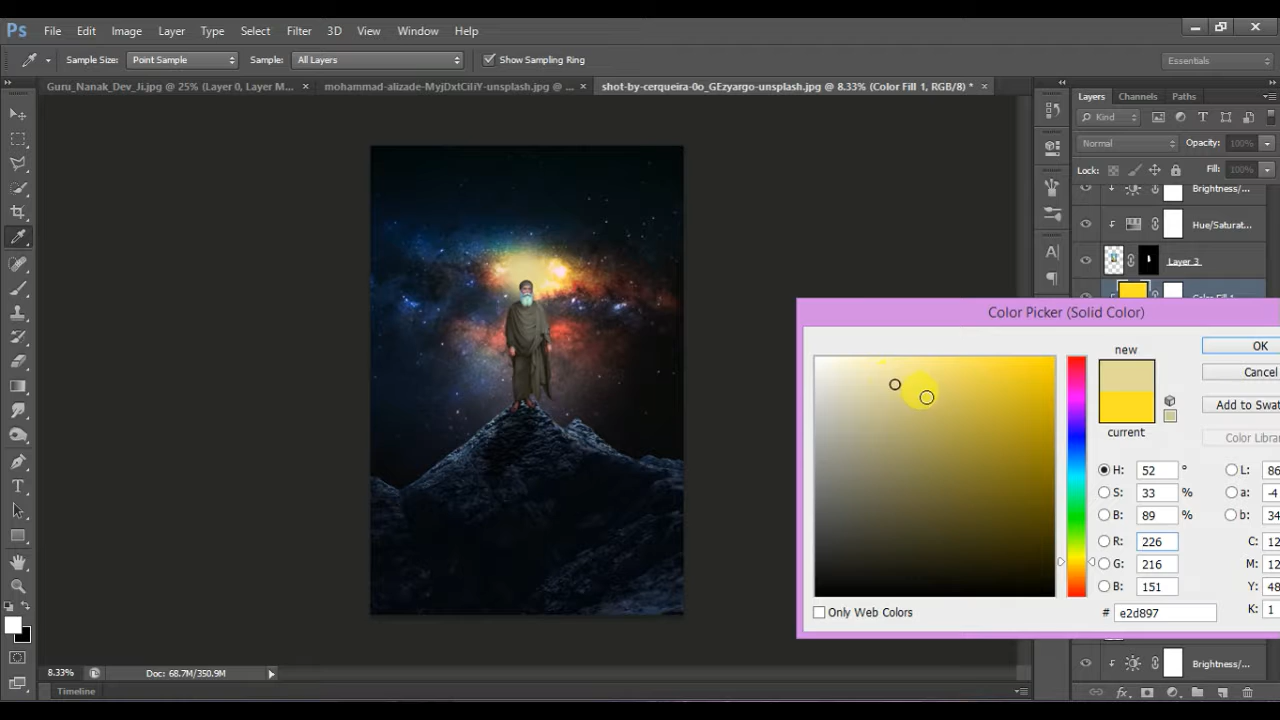 Ps File Edit Image Layer Type Select Filter 3D View Window Help
Sample Size: Point Sample Sample: All Layers Show Sampling Ring Essentials
Guru_Nanak_Dev_Ji.jpg @ 25% (Layer 0, Layer M... × mohammad-alizade-MyjDxtCiIiY-unsplash.jpg @ ... × shot-by-cerqueira-0o_GEzyargo-unsplash.jpg @ 8.33% (Color Fill 1, RGB/8) * ×
Layers Channels Paths
Kind
Normal Opacity: 100%
Lock: Fill: 100%
Brightness/...
Hue/Saturat...
Layer 3
Color Picker (Solid Color)
new
current
OK
Cancel
Add to Swat
Color Libra
H: 52 ° L: 86
S: 33 % a: -4
B: 89 % b: 34
R: 226 C: 12
G: 216 M: 12
B: 151 Y: 48
# e2d897 K: 1
Only Web Colors
Brightness/...
8.33% Doc: 68.7M/350.9M
Timeline